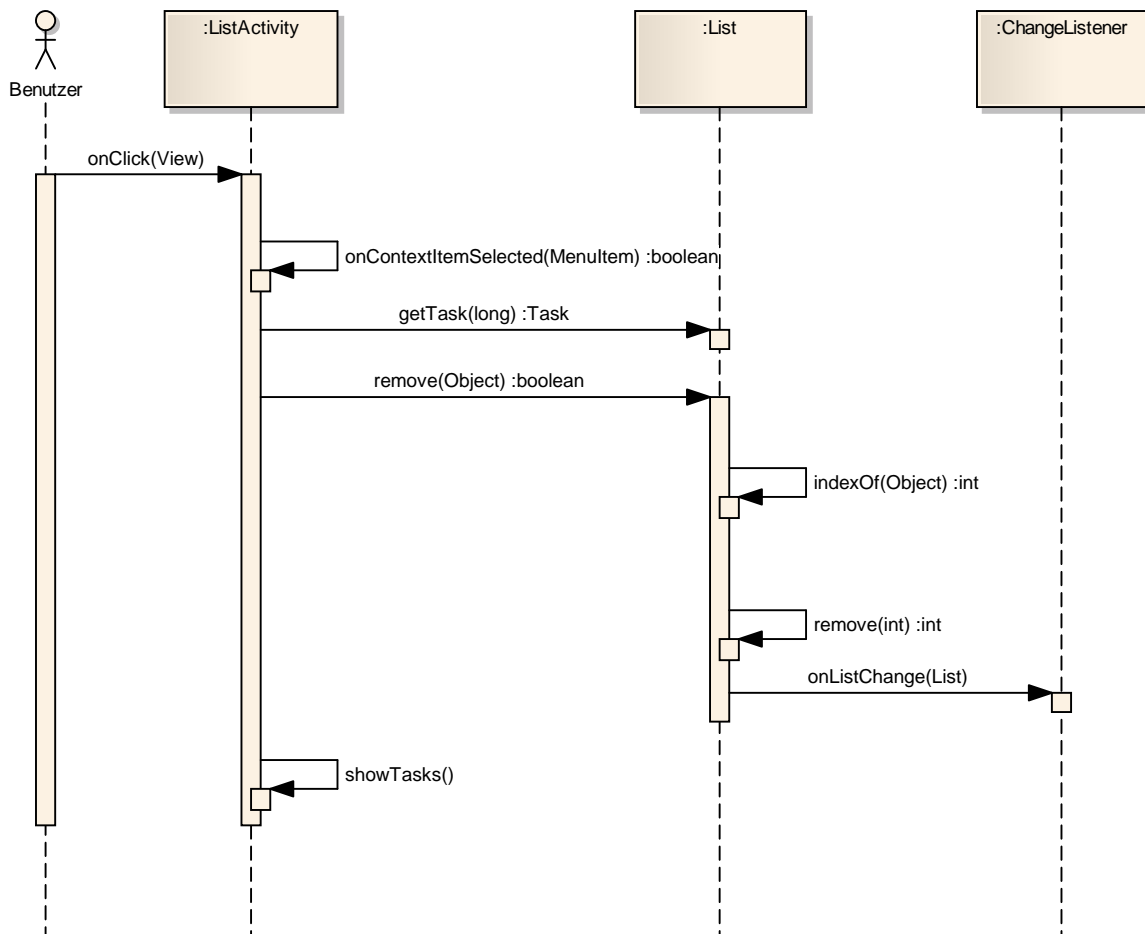 :ListActivity
:List
:ChangeListener
Benutzer
onClick(View)
onContextItemSelected(MenuItem) :boolean
getTask(long) :Task
remove(Object) :boolean
indexOf(Object) :int
remove(int) :int
onListChange(List)
showTasks()